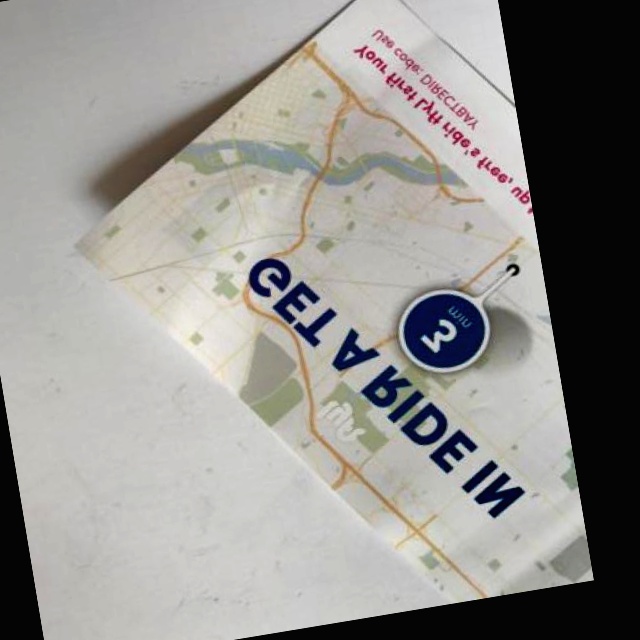 GET A RIDE IN
3
MIN
Your first Lyft ride's free, up
Use code: DIRECTBAY